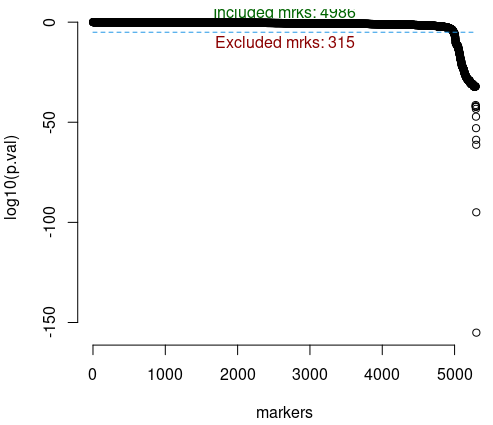 Included mrks: 4986
Excluded mrks: 315
0
-50
-100
-150
log10(p.val)
0 1000 2000 3000 4000 5000
markers